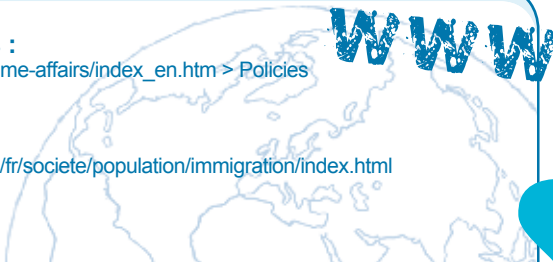 WWW
:
me-affairs/index_en.htm > Policies
/fr/societe/population/immigration/index.html